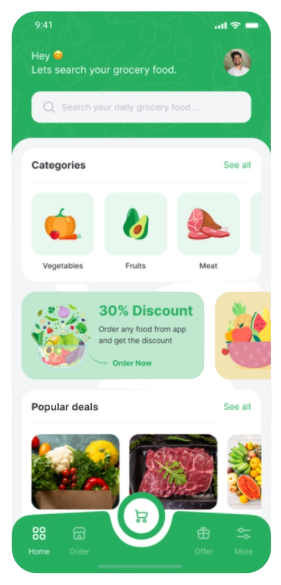 9:41
Hey 😊
Lets search your grocery food.
Search your daily grocery food ...
Categories
See all
Vegetables
Fruits
Meat
30% Discount
Order any food from app
and get the discount
Order Now
Popular deals
See all
Home
Order
Offer
More